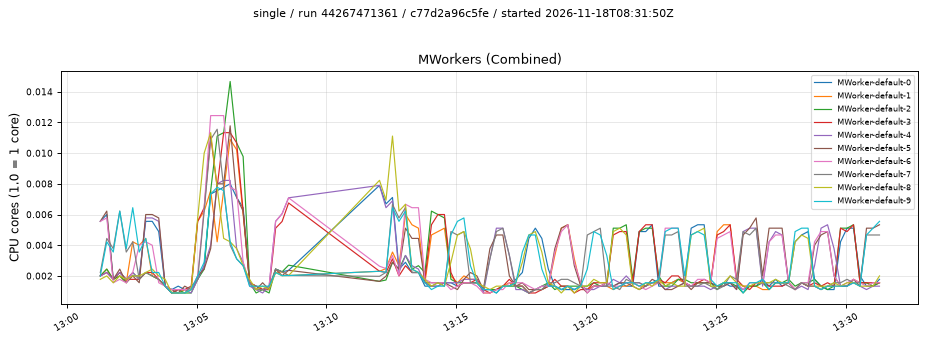 single / run 44267471361 / c77d2a96c5fe / started 2026-11-18T08:31:50Z
MWorkers (Combined)
CPU cores (1.0 = 1 core)
0.014
0.012
0.010
0.008
0.006
0.004
0.002
13:00
13:05
13:10
13:15
13:20
13:25
13:30
MWorker-default-0
MWorker-default-1
MWorker-default-2
MWorker-default-3
MWorker-default-4
MWorker-default-5
MWorker-default-6
MWorker-default-7
MWorker-default-8
MWorker-default-9